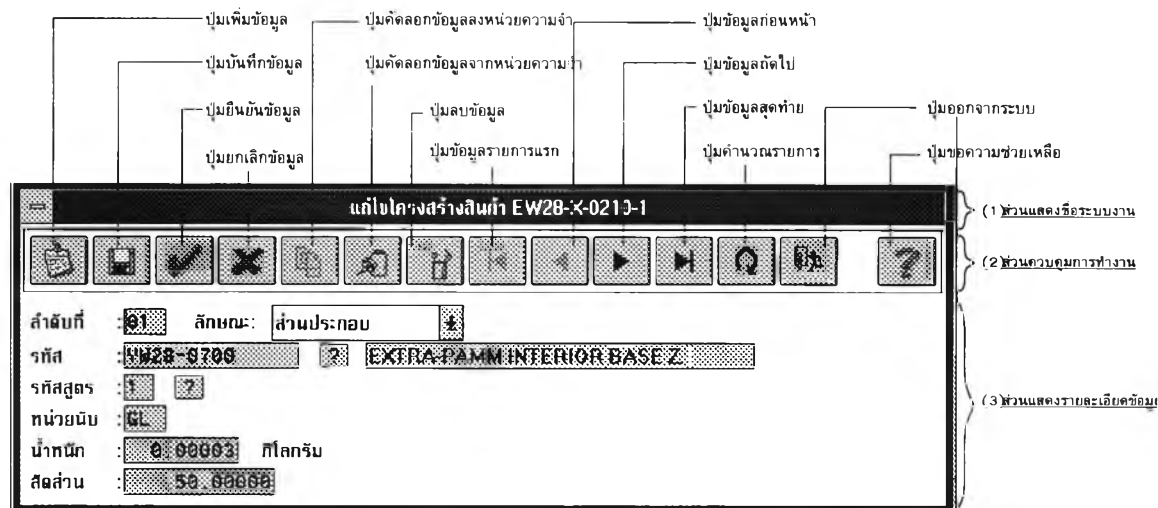 ปุ่มเพิ่มข้อมูล ปุ่มคัดลอกข้อมูลลงหน่วยความจำ ปุ่มข้อมูลก่อนหน้า
ปุ่มบันทึกข้อมูล ปุ่มคัดลอกข้อมูลจากหน่วยความจำ ปุ่มข้อมูลถัดไป
ปุ่มยืนยันข้อมูล ปุ่มลบข้อมูล ปุ่มข้อมูลสุดท้าย ปุ่มออกจากระบบ
ปุ่มยกเลิกข้อมูล ปุ่มข้อมูลรายการแรก ปุ่มคำนวณรายการ ปุ่มขอความช่วยเหลือ
แก้ไขโครงสร้างสินค้า EW28-X-0210-1
(1) ส่วนแสดงชื่อระบบงาน
(2) ส่วนควบคุมการทำงาน
ลำดับที่ : 01 ลักษณะ: ส่วนประกอบ
รหัส : YW28-0700 ? EXTRA PAMM INTERIOR BASE Z
รหัสสูตร : 1 ?
(3) ส่วนแสดงรายละเอียดข้อมูล
หน่วยนับ : GL
น้ำหนัก : 0.00003 กิโลกรัม
สัดส่วน : 50.00000